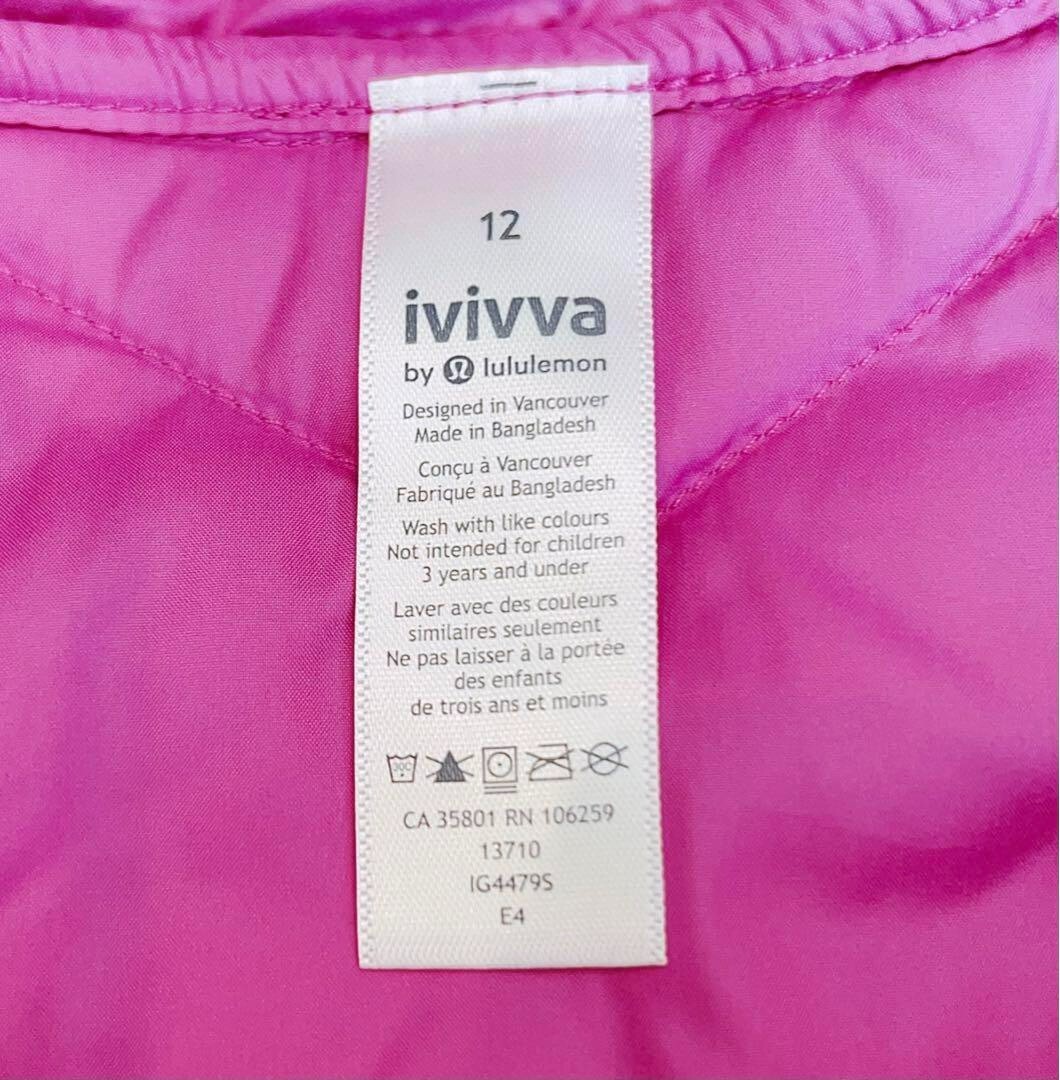 12
ivivva
by lululemon
Designed in Vancouver
Made in Bangladesh
Conçu à Vancouver
Fabriqué au Bangladesh
Wash with like colours
Not intended for children
3 years and under
Laver avec des couleurs
similaires seulement
Ne pas laisser à la portée
des enfants
de trois ans et moins
30C
CA 35801 RN 106259
13710
IG4479S
E4